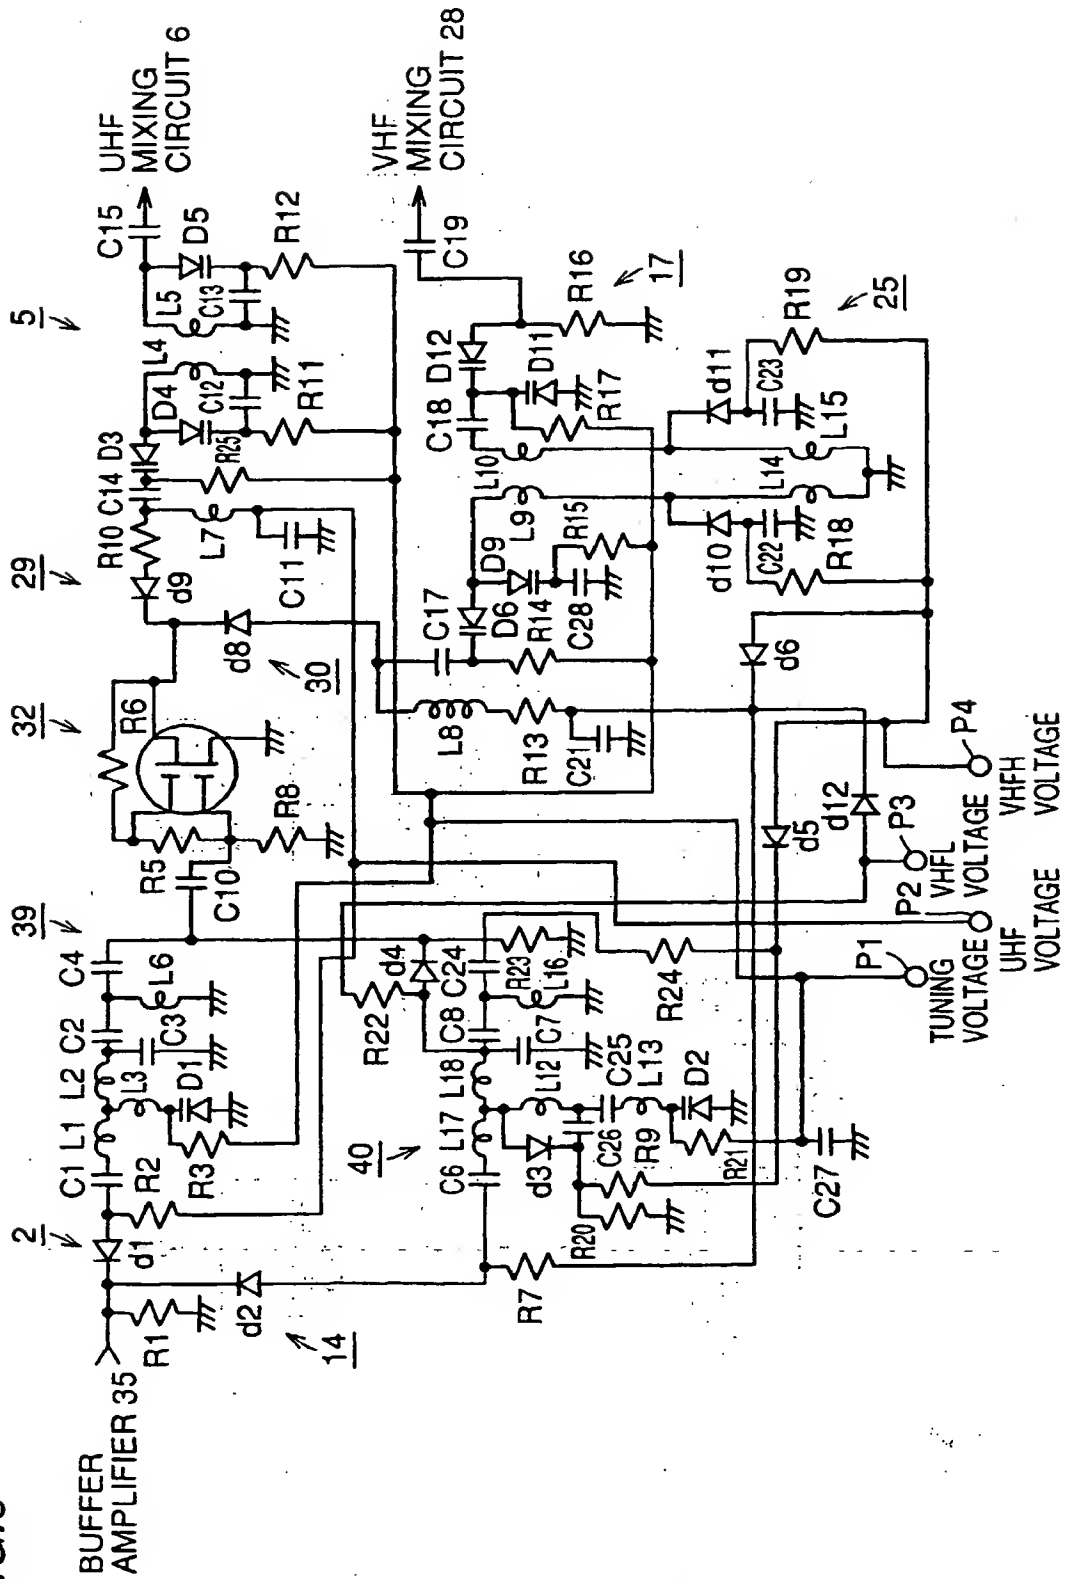 BUFFER
AMPLIFIER 35
2
14
R1
d1
d2
R2
C1
L1
L2
L3
D1
R3
C2
C3
L6
C4
39
40
R7
C6
L17
L18
d3
L12
C26
C25
L13
D2
R20
R9
R21
C27
C8
C7
L16
C24
R23
d4
R22
R24
R5
C10
R8
R6
32
29
30
d9
d8
R10
C14
D3
L7
C11
R25
D4
C12
R11
L4
5
L5
C13
D5
R12
C15
UHF
MIXING
CIRCUIT 6
L8
R13
C21
C17
D6
R14
D9
C28
R15
L9
L10
C18
D12
D11
R17
R16
17
C19
VHF
MIXING
CIRCUIT 28
d6
d5
d12
d10
C22
R18
L14
L15
d11
C23
R19
25
P1
TUNING
VOLTAGE
P2
UHF
VOLTAGE
P3
VHFL
VOLTAGE
P4
VHFH
VOLTAGE